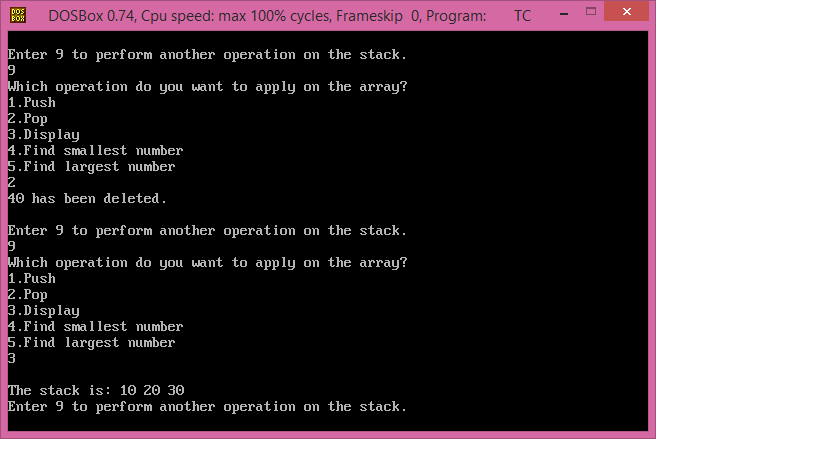 DOS BOX
DOSBox 0.74, Cpu speed: max 100% cycles, Frameskip 0, Program: TC
Enter 9 to perform another operation on the stack.
9
Which operation do you want to apply on the array?
1.Push
2.Pop
3.Display
4.Find smallest number
5.Find largest number
2
40 has been deleted.
Enter 9 to perform another operation on the stack.
9
Which operation do you want to apply on the array?
1.Push
2.Pop
3.Display
4.Find smallest number
5.Find largest number
3
The stack is: 10 20 30
Enter 9 to perform another operation on the stack.